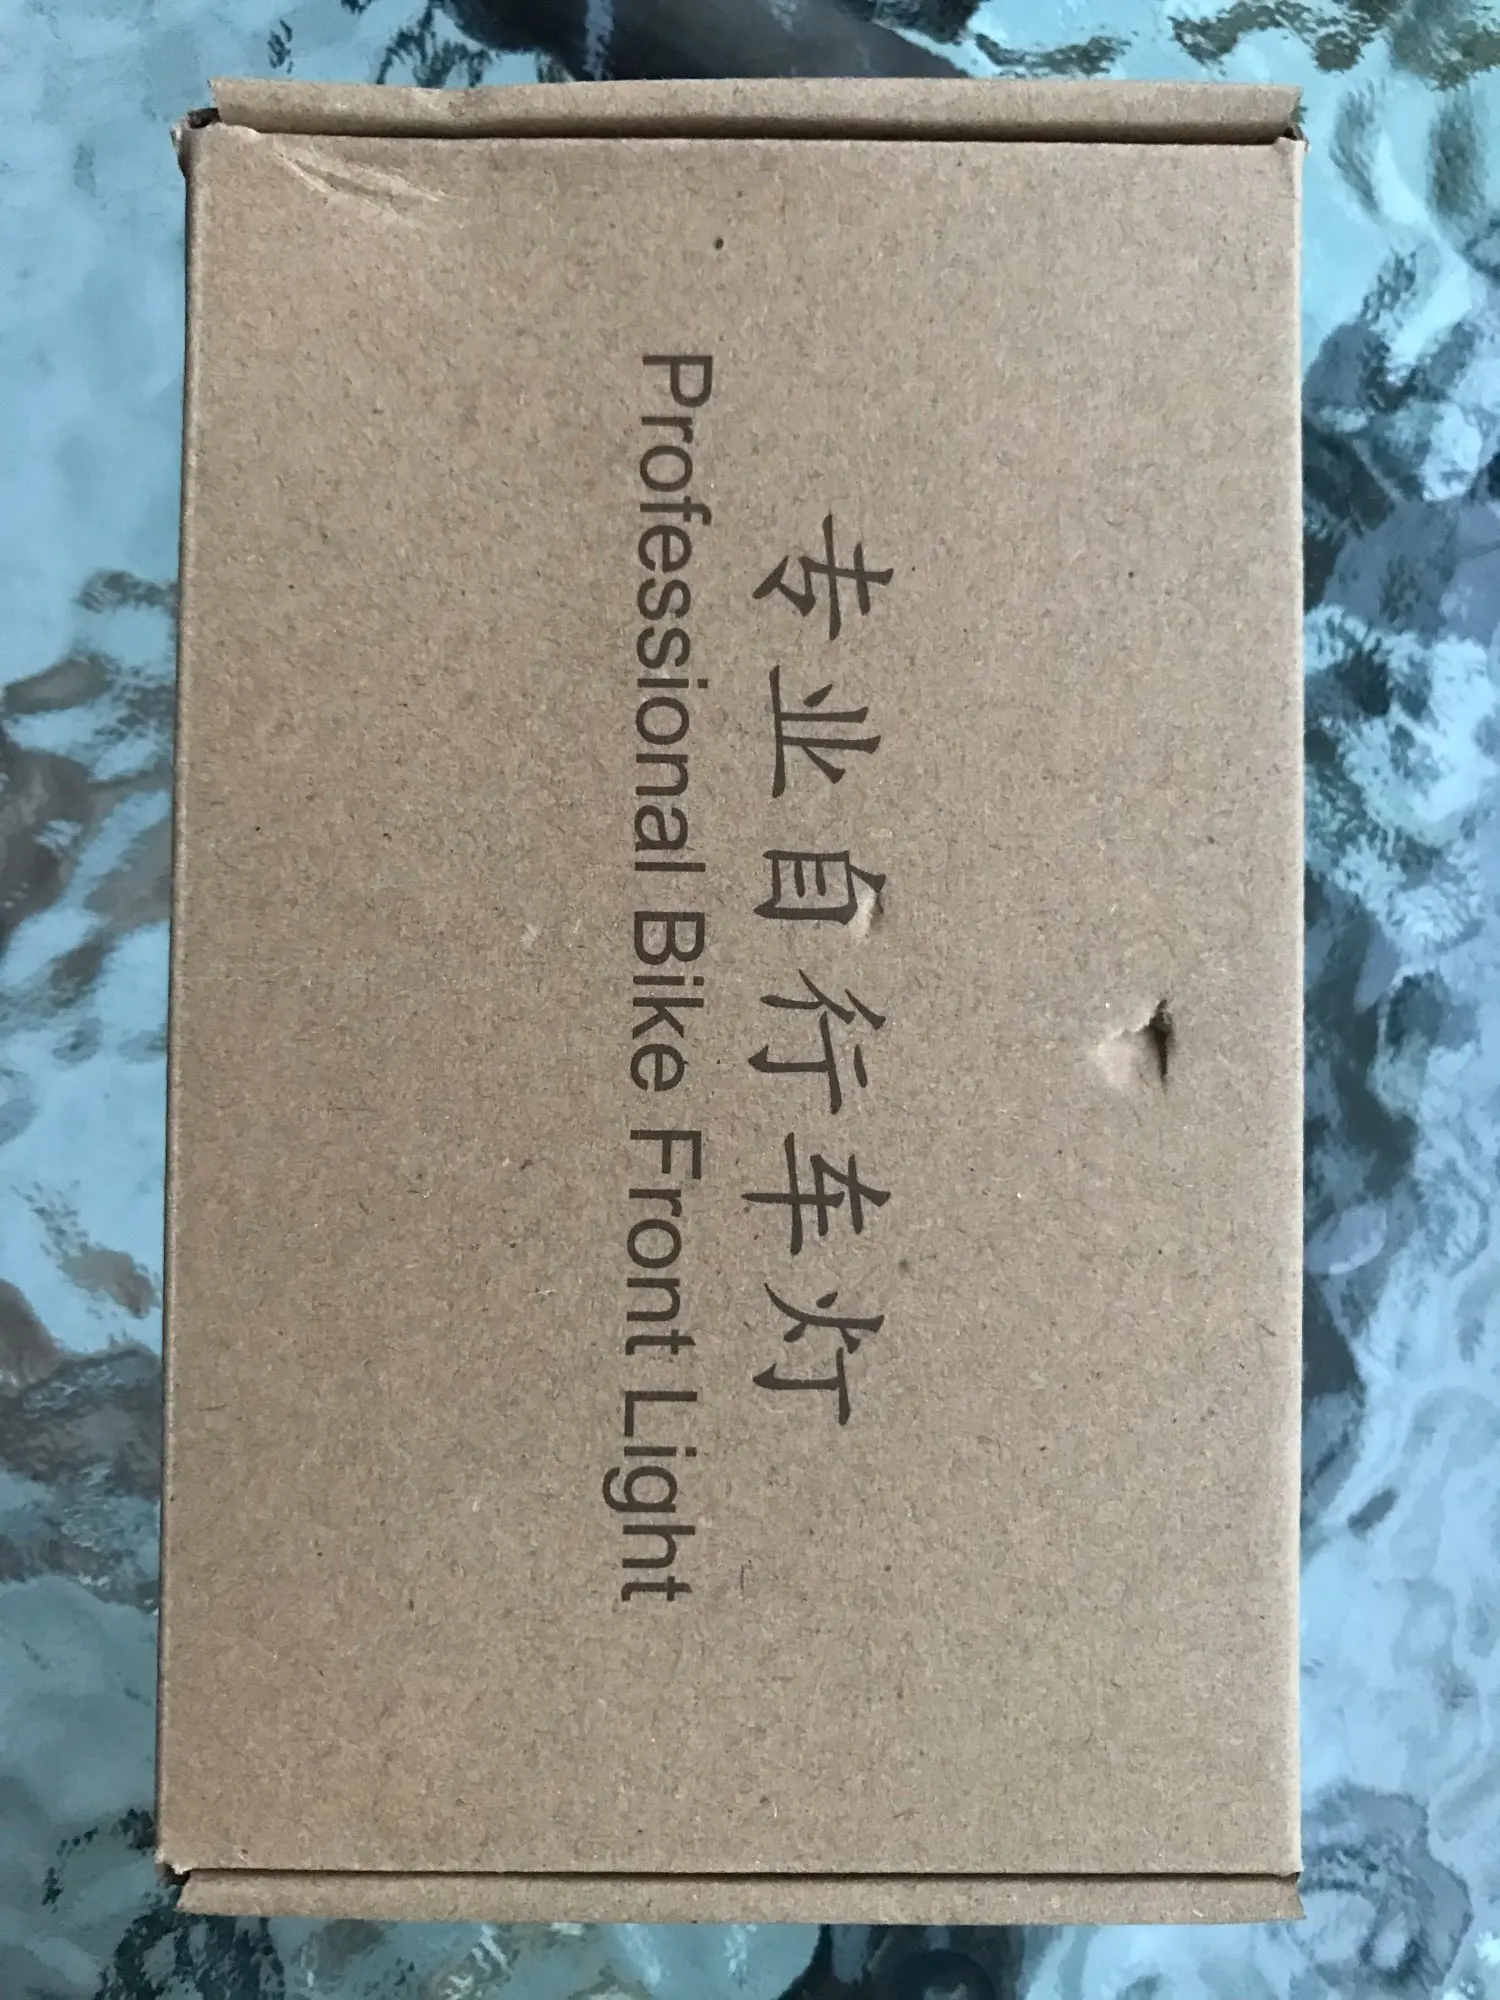 专业自行车灯
Professional Bike Front Light